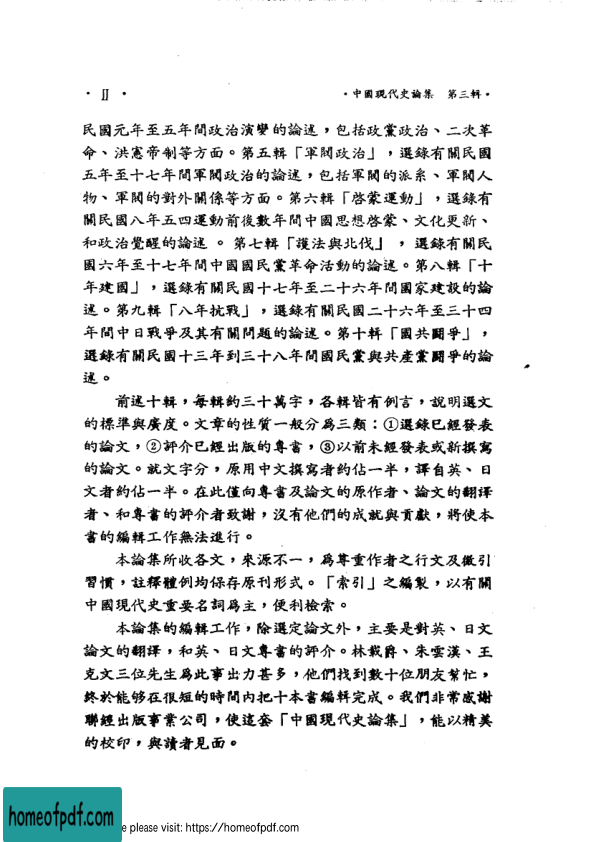 · II ·
·中國現代史論集 第三輯·
民國元年至五年間政治演變的論述，包括政黨政治、二次革
命、洪憲帝制等方面。第五輯「軍閥政治」，選錄有關民國
五年至十七年間軍閥政治的論述，包括軍閥的派系、軍閥人
物、軍閥的對外關係等方面。第六輯「啓蒙運動」，選錄有
關民國八年五四運動前後數年間中國思想啓蒙、文化更新、
和政治覺醒的論述 。 第七輯「護法與北伐」 ， 選錄有關民
國六年至十七年間中國國民黨革命活動的論述。第八輯「十
年建國」，選錄有關民國十七年至二十六年間國家建設的論
述。第九輯「八年抗戰」，選錄有關民國二十六年至三十四
年間中日戰爭及其有關問題的論述。第十輯「國共鬪爭」，
選錄有關民國十三年到三十八年間國民黨與共產黨鬪爭的論
述。
前述十輯，每輯約三十萬字，各輯皆有例言，說明選文
的標準與廣度。文章的性質一般分爲三類：①選錄已經發表
的論文，②評介已經出版的專書，③以前未經發表或新撰寫
的論文。就文字分，原用中文撰寫者約佔一半，譯自英、日
文者約佔一半。在此僅向專書及論文的原作者、論文的翻譯
者、和專書的評介者致謝，沒有他們的成就與貢獻，將使本
書的編輯工作無法進行。
本論集所收各文，來源不一，爲尊重作者之行文及徵引
習慣，註釋體例均保存原刊形式。「索引」之編製，以有關
中國現代史重要名詞爲主，便利檢索。
本論集的編輯工作，除選定論文外，主要是對英、日文
論文的翻譯，和英、日文專書的評介。林載爵、朱雲漢、王
克文三位先生爲此事出力甚多，他們找到數十位朋友幫忙，
終於能够在很短的時間內把十本書編輯完成。我們非常感謝
聯經出版事業公司，使這套「中國現代史論集」，能以精美
的校印，與讀者見面。
homeofpdf.com
e please visit: https://homeofpdf.com